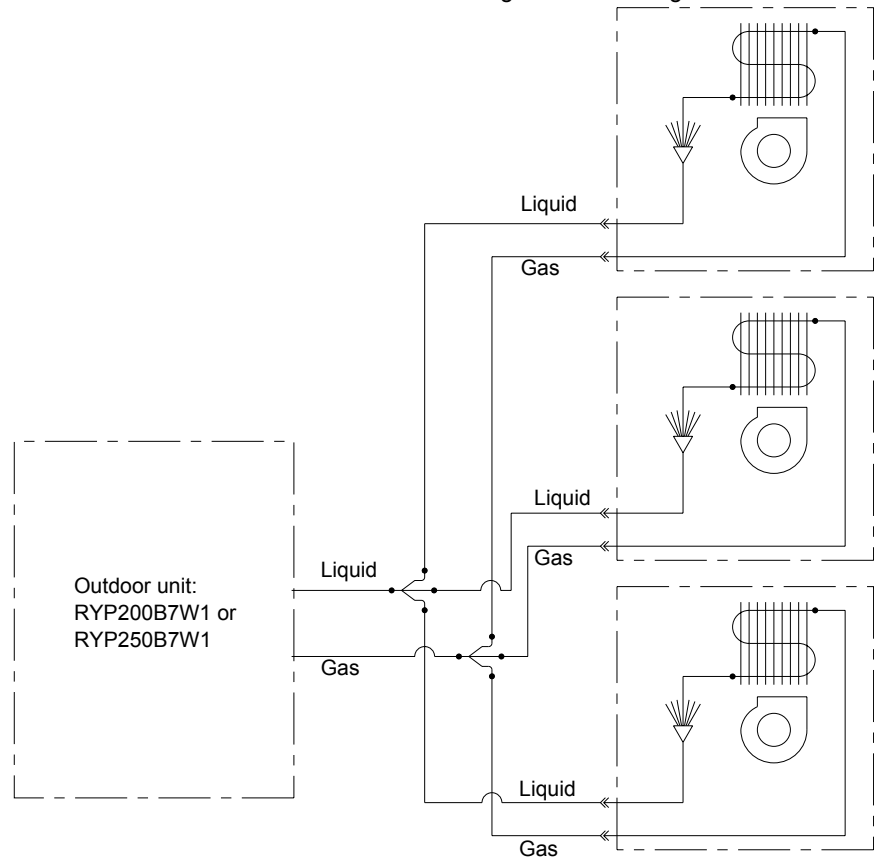 Liquid
Gas
Liquid
Gas
Liquid
Gas
Outdoor unit:
RYP200B7W1 or
RYP250B7W1
Liquid
Gas